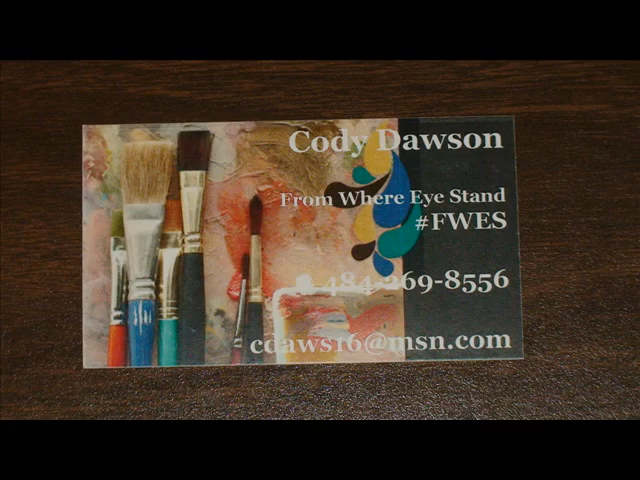 Cody Dawson
From Where Eye Stand
#FWES
484-269-8556
cdaws16@msn.com